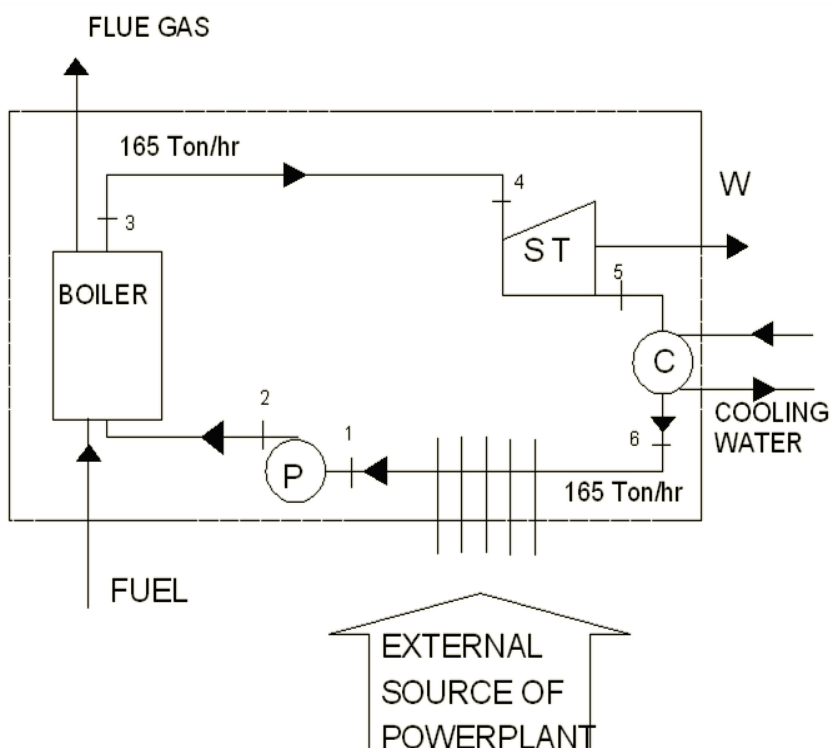 FLUE GAS
165 Ton/hr
4
W
3
S T
5
BOILER
C
2
1
6
COOLING
WATER
P
165 Ton/hr
FUEL
EXTERNAL
SOURCE OF
POWERPLANT